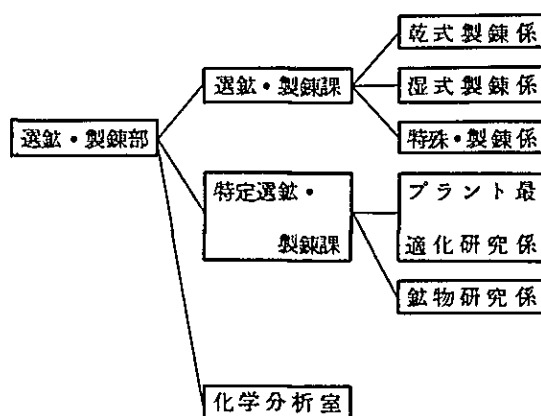 乾式製錬係
選鉱・製錬課
湿式製錬係
選鉱・製錬部
特殊・製錬係
特定選鉱・
製錬課
プラント最
適化研究係
鉱物研究係
化学分析室